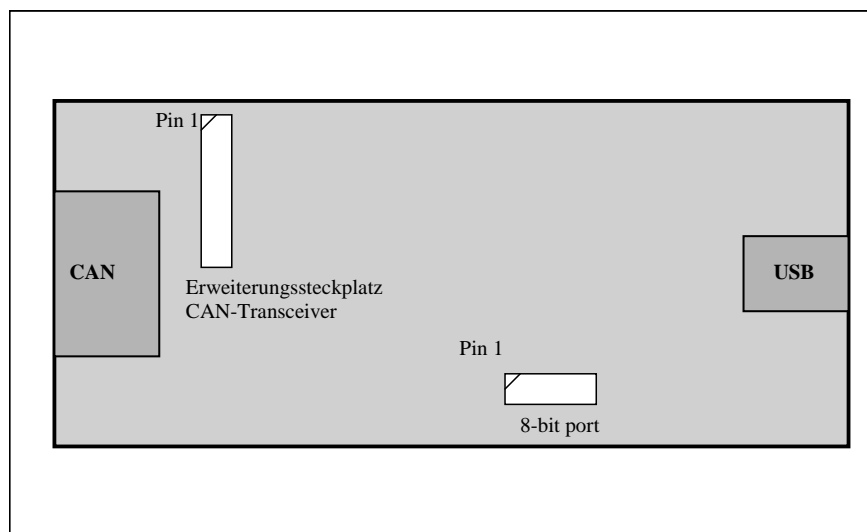 Pin 1
CAN
USB
Erweiterungssteckplatz
CAN-Transceiver
Pin 1
8-bit port